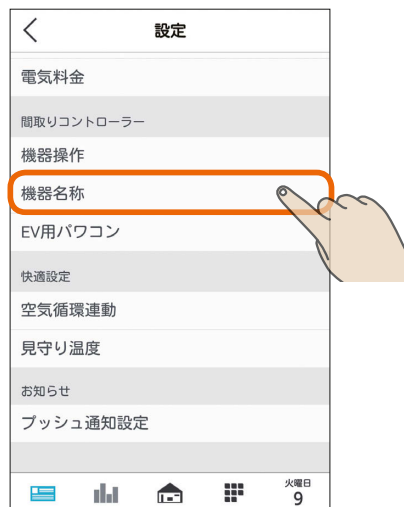 設定
電気料金
間取りコントローラー
機器操作
機器名称
EV用パワコン
快適設定
空気循環連動
見守り温度
お知らせ
プッシュ通知設定
火曜日
9